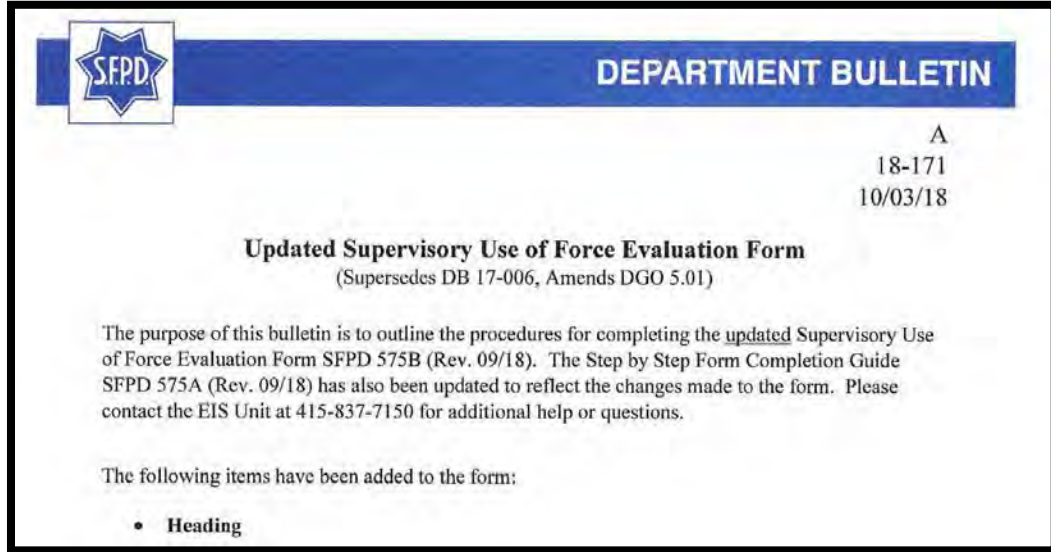 S.F.P.D.
DEPARTMENT BULLETIN
A
18-171
10/03/18
Updated Supervisory Use of Force Evaluation Form
(Supersedes DB 17-006, Amends DGO 5.01)
The purpose of this bulletin is to outline the procedures for completing the updated Supervisory Use
of Force Evaluation Form SFPD 575B (Rev. 09/18). The Step by Step Form Completion Guide
SFPD 575A (Rev. 09/18) has also been updated to reflect the changes made to the form. Please
contact the EIS Unit at 415-837-7150 for additional help or questions.
The following items have been added to the form:
• Heading